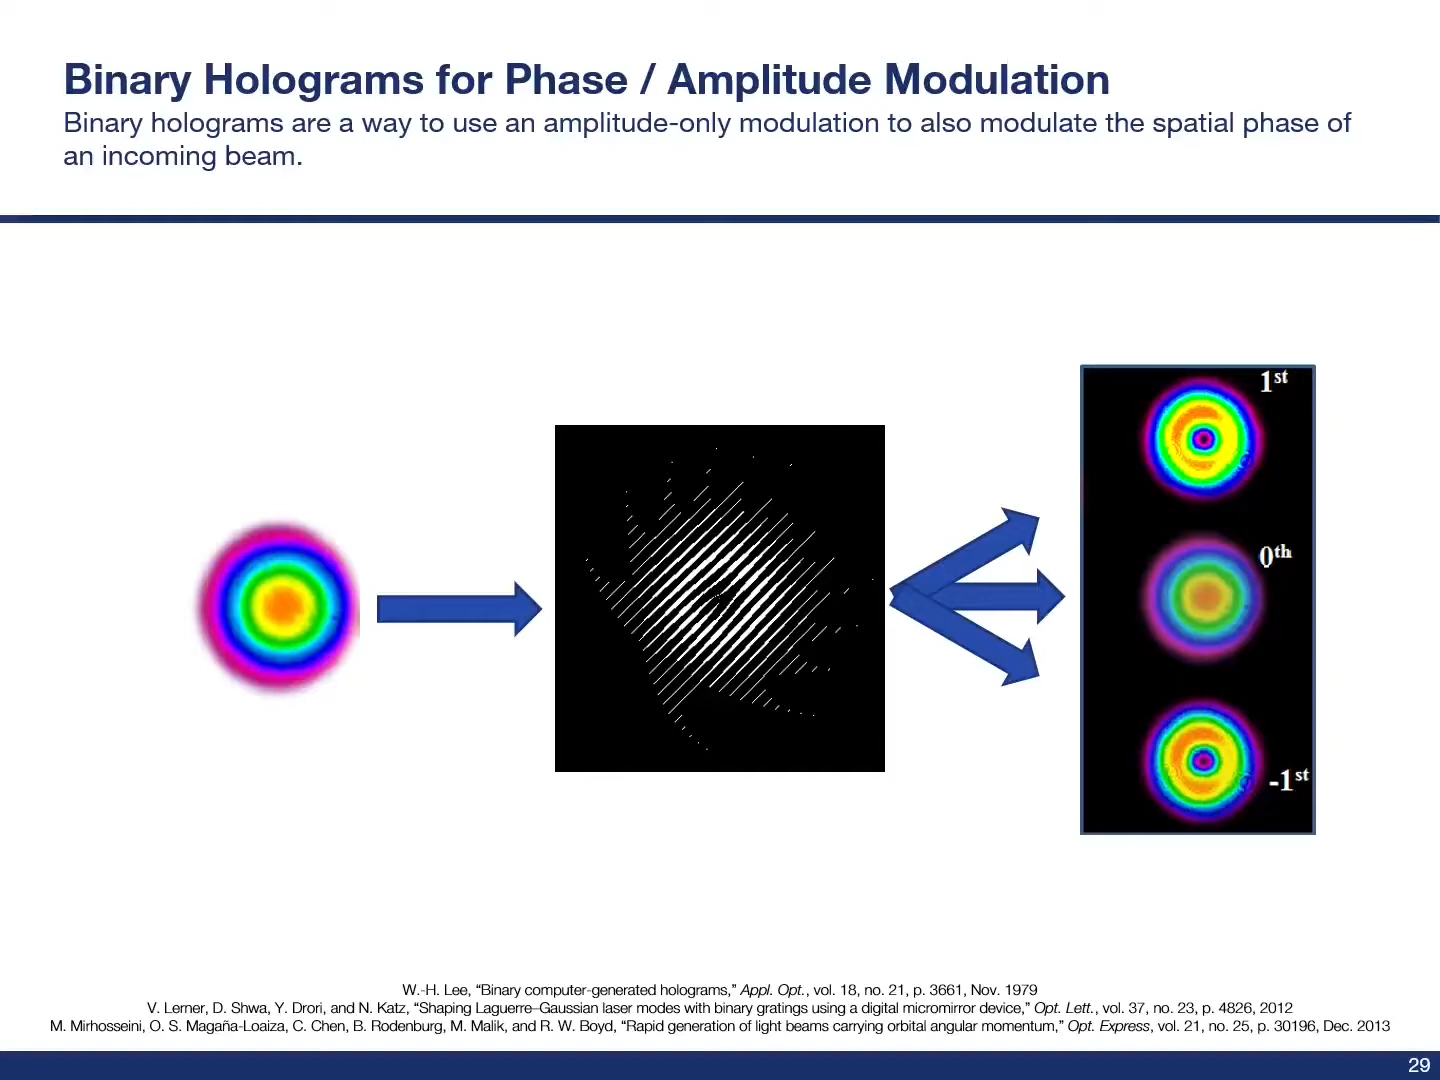 Binary Holograms for Phase / Amplitude Modulation
Binary holograms are a way to use an amplitude-only modulation to also modulate the spatial phase of
an incoming beam.
1st
0th
-1st
W.-H. Lee, “Binary computer-generated holograms,” Appl. Opt., vol. 18, no. 21, p. 3661, Nov. 1979
V. Lerner, D. Shwa, Y. Drori, and N. Katz, “Shaping Laguerre–Gaussian laser modes with binary gratings using a digital micromirror device,” Opt. Lett., vol. 37, no. 23, p. 4826, 2012
M. Mirhosseini, O. S. Magaña-Loaiza, C. Chen, B. Rodenburg, M. Malik, and R. W. Boyd, “Rapid generation of light beams carrying orbital angular momentum,” Opt. Express, vol. 21, no. 25, p. 30196, Dec. 2013
29